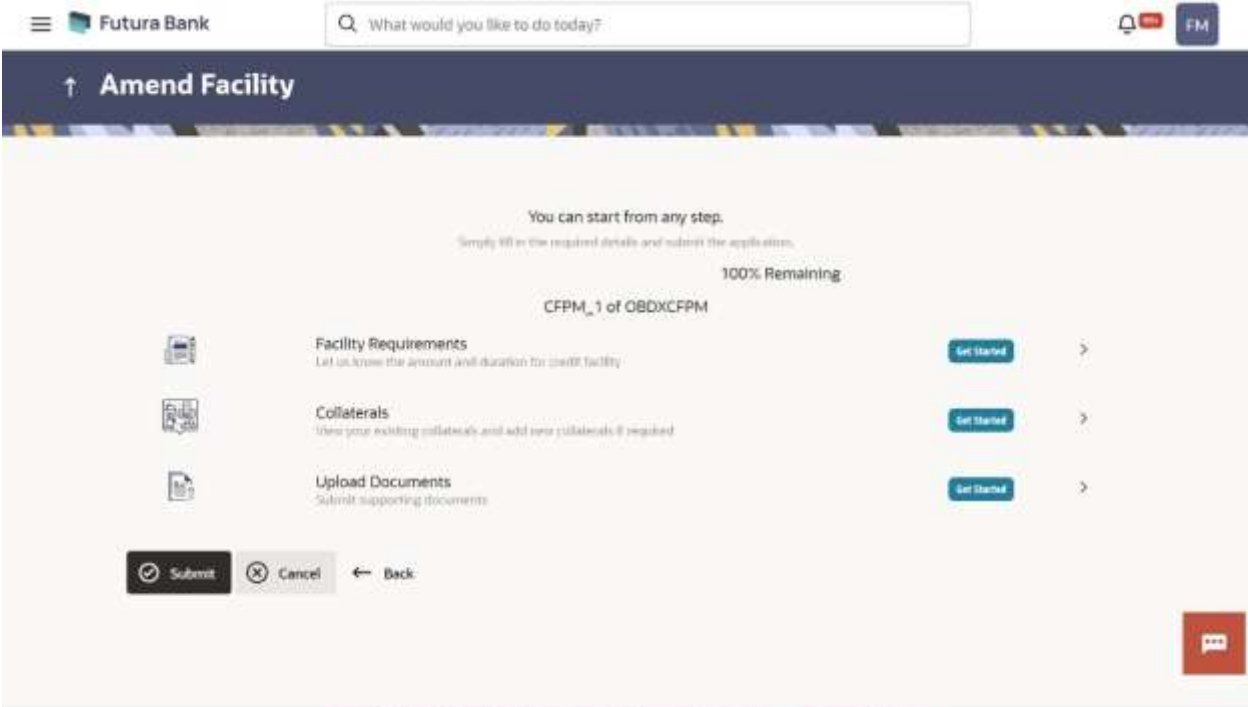 Futura Bank
What would you like to do today?
FM
↑ Amend Facility
You can start from any step.
Simply fill in the required details and submit the application.
100% Remaining
CFPM_1 of OBDXCFPM
Facility Requirements
Let us know the amount and duration for credit facility
Get Started
Collaterals
View your existing collaterals and add new collaterals if required
Get Started
Upload Documents
Submit supporting documents
Get Started
Submit Cancel ← Back